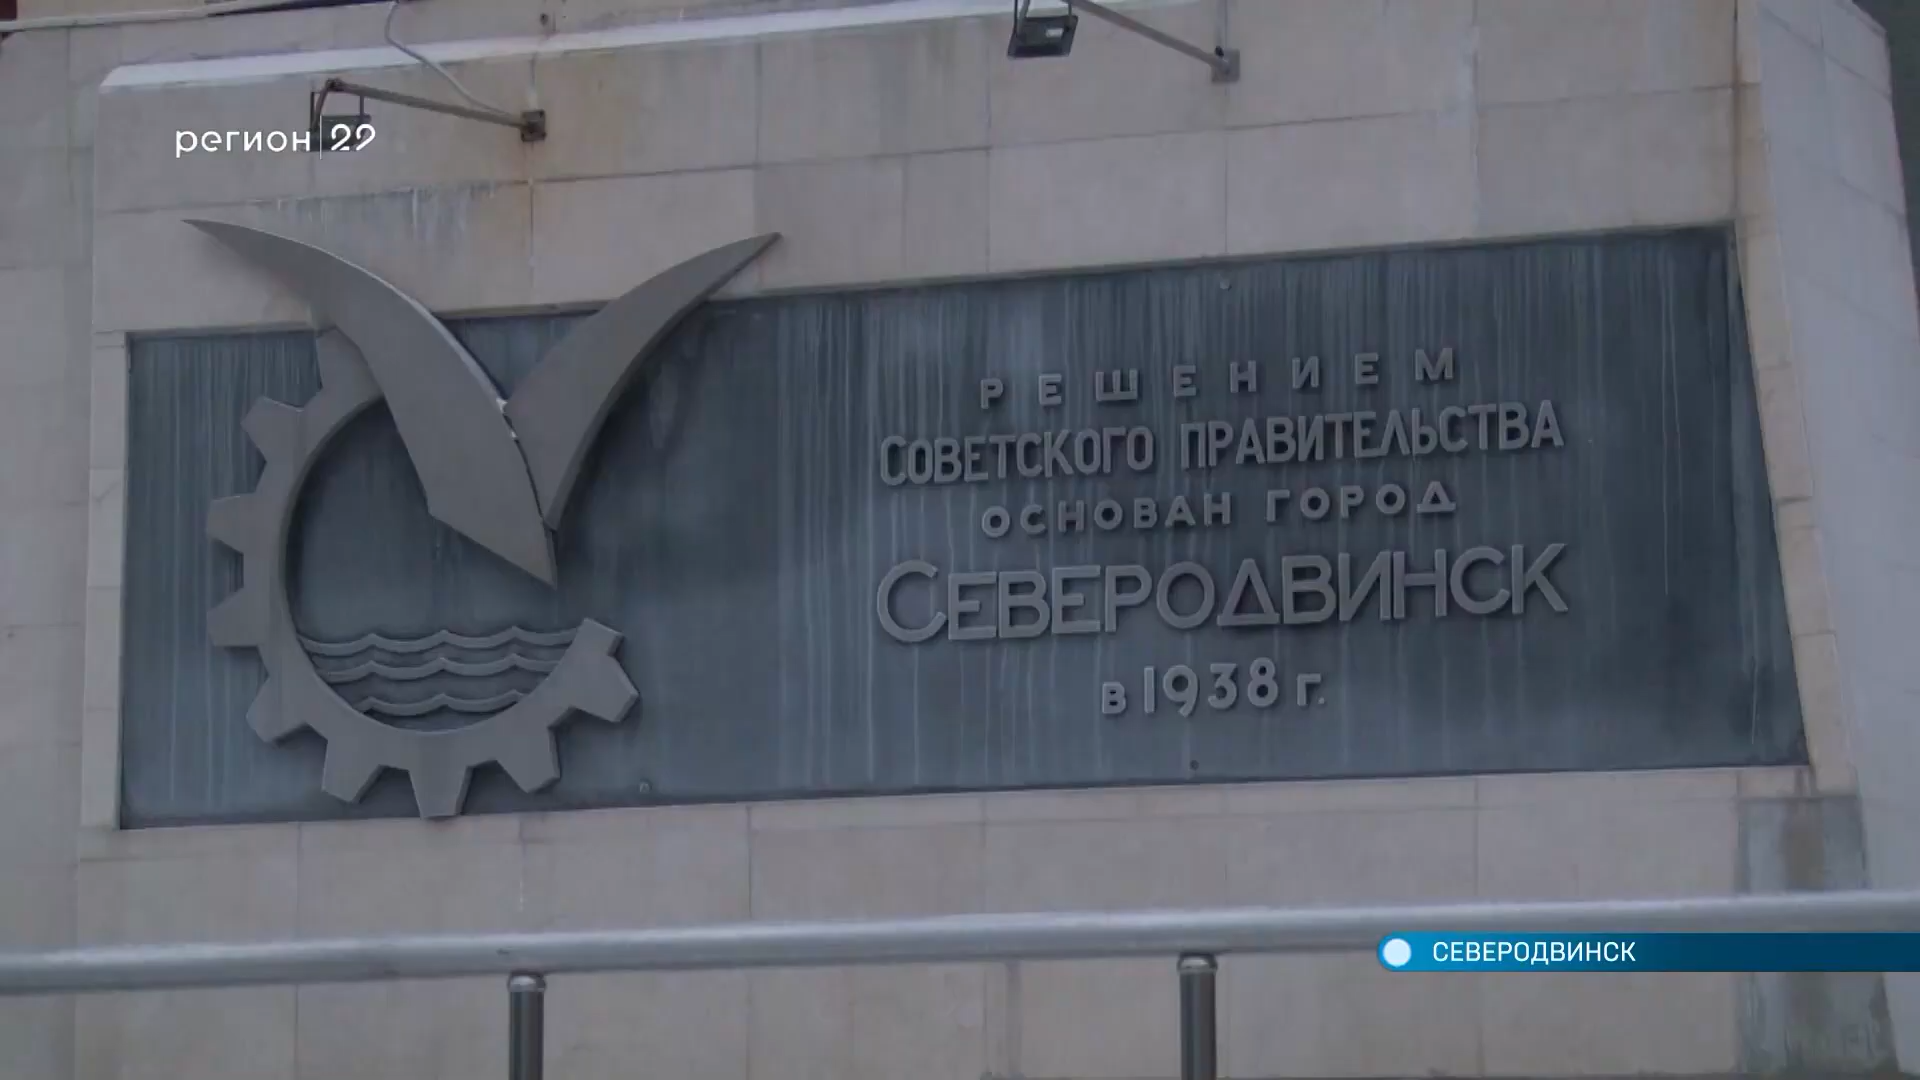 регион 29
РЕШЕНИЕМ
СОВЕТСКОГО ПРАВИТЕЛЬСТВА
ОСНОВАН ГОРОД
СЕВЕРОДВИНСК
В 1938 Г.
СЕВЕРОДВИНСК